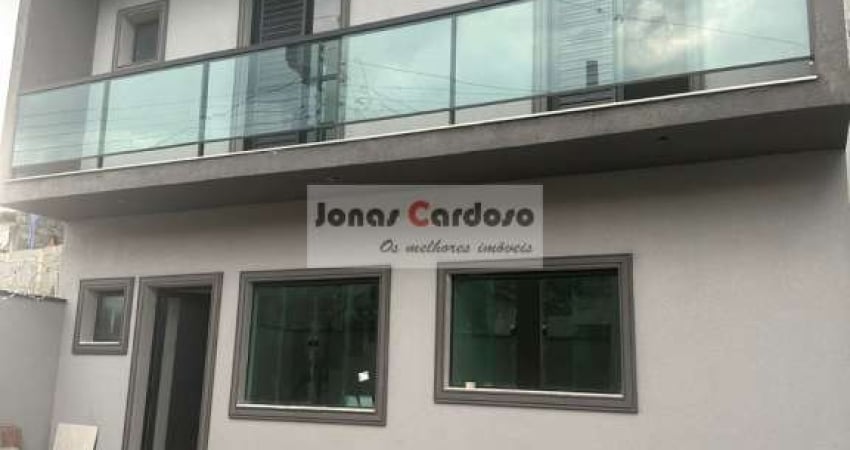 Jonas Cardoso
Os melhores imóveis